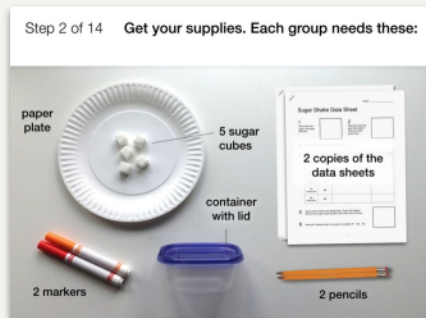 Step 2 of 14 Get your supplies. Each group needs these:
paper
plate
5 sugar
cubes
Sugar Shake Data Sheet
2 copies of the
data sheets
container
with lid
2 markers
2 pencils